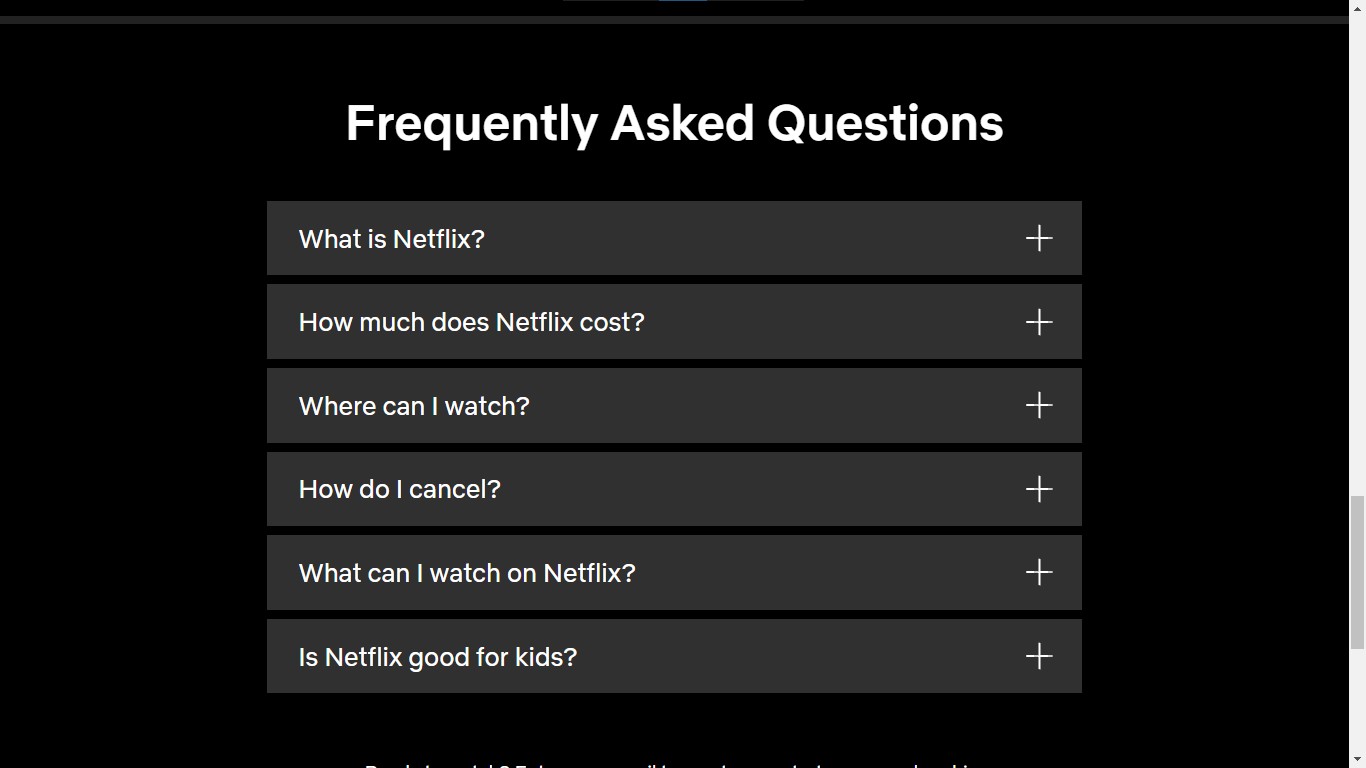 Frequently Asked Questions
What is Netflix?
How much does Netflix cost?
Where can I watch?
How do I cancel?
What can I watch on Netflix?
Is Netflix good for kids?